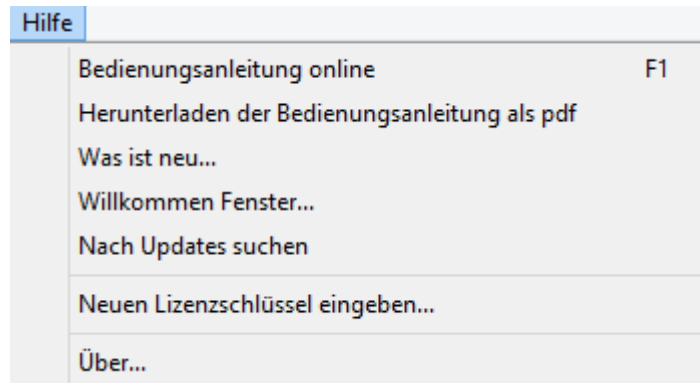 Hilfe
Bedienungsanleitung online F1
Herunterladen der Bedienungsanleitung als pdf
Was ist neu...
Willkommen Fenster...
Nach Updates suchen
Neuen Lizenzschlüssel eingeben...
Über...